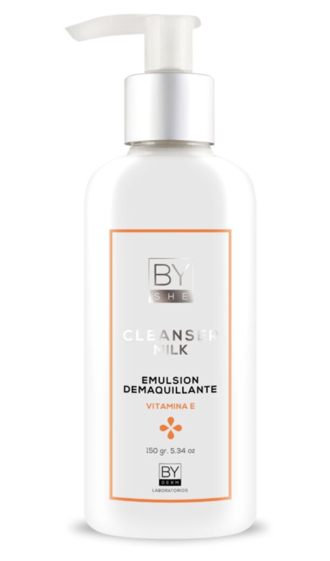 BY
SHE
CLEANSER
MILK
EMULSION
DEMAQUILLANTE
VITAMINA E
150 gr. 5.34 oz
BY
DERM
LABORATORIOS